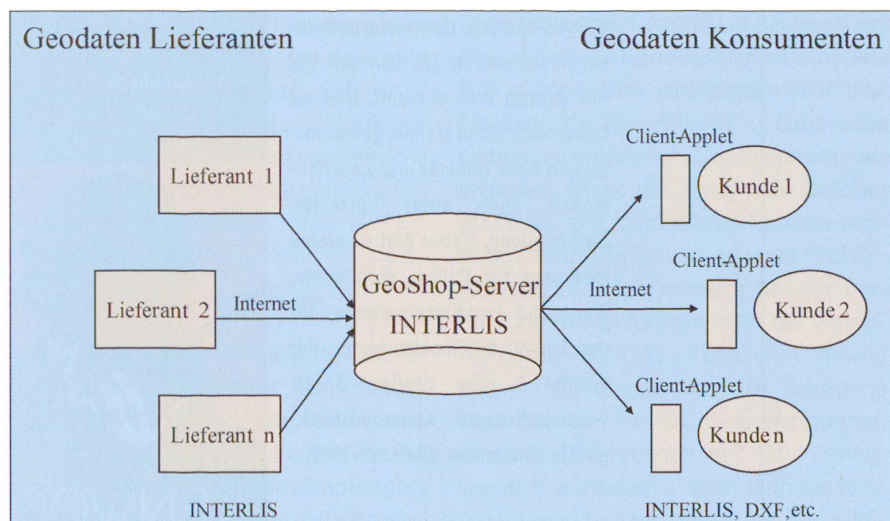 Geodaten Lieferanten
Geodaten Konsumenten
Lieferant 1
Lieferant 2
Lieferant n
Internet
GeoShop-Server
INTERLIS
Internet
Client-Applet
Kunde 1
Client-Applet
Kunde 2
Client-Applet
Kunde n
INTERLIS
INTERLIS, DXF, etc.